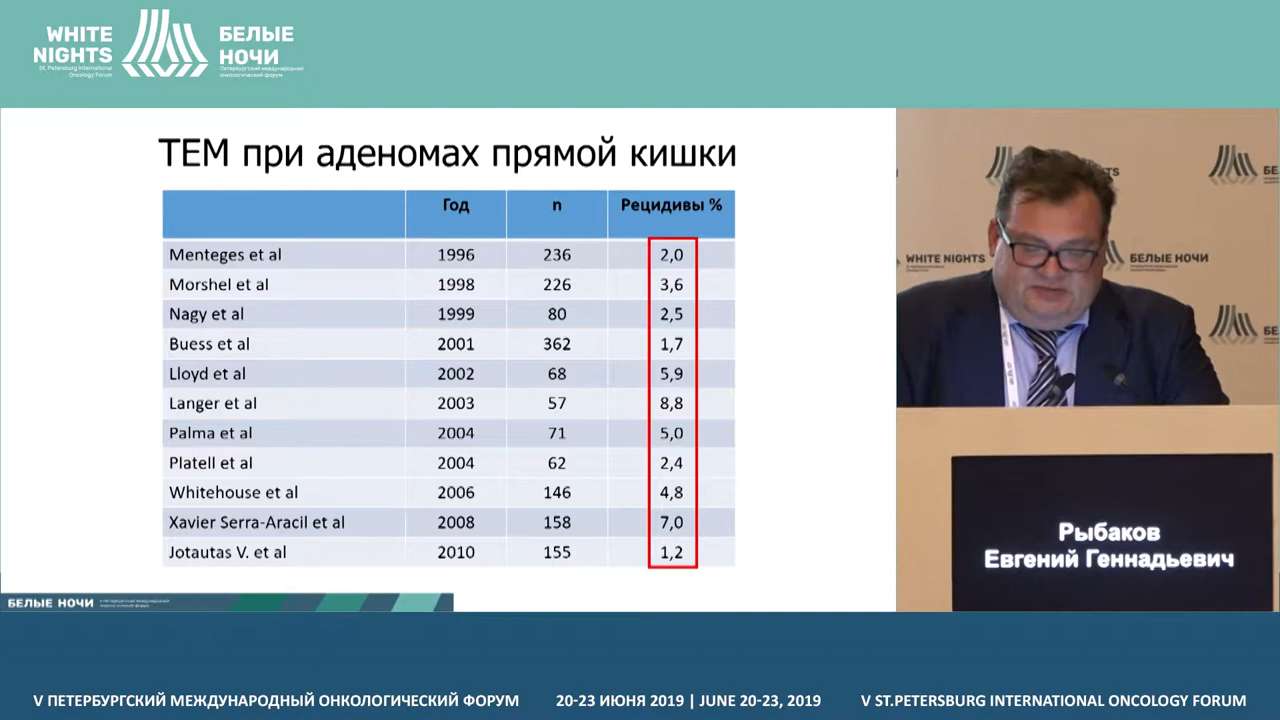 WHITE
NIGHTS
St. Petersburg International
Oncology Forum
БЕЛЫЕ
НОЧИ
Петербургский международный
онкологический форум
ТЕМ при аденомах прямой кишки
Год n Рецидивы %
Menteges et al 1996 236 2,0
Morshel et al 1998 226 3,6
Nagy et al 1999 80 2,5
Buess et al 2001 362 1,7
Lloyd et al 2002 68 5,9
Langer et al 2003 57 8,8
Palma et al 2004 71 5,0
Platell et al 2004 62 2,4
Whitehouse et al 2006 146 4,8
Xavier Serra-Aracil et al 2008 158 7,0
Jotautas V. et al 2010 155 1,2
WHITE NIGHTS
БЕЛЫЕ НОЧИ
Рыбаков
Евгений Геннадьевич
БЕЛЫЕ НОЧИ
V ПЕТЕРБУРГСКИЙ МЕЖДУНАРОДНЫЙ ОНКОЛОГИЧЕСКИЙ ФОРУМ
20-23 ИЮНЯ 2019 | JUNE 20-23, 2019
V ST.PETERSBURG INTERNATIONAL ONCOLOGY FORUM